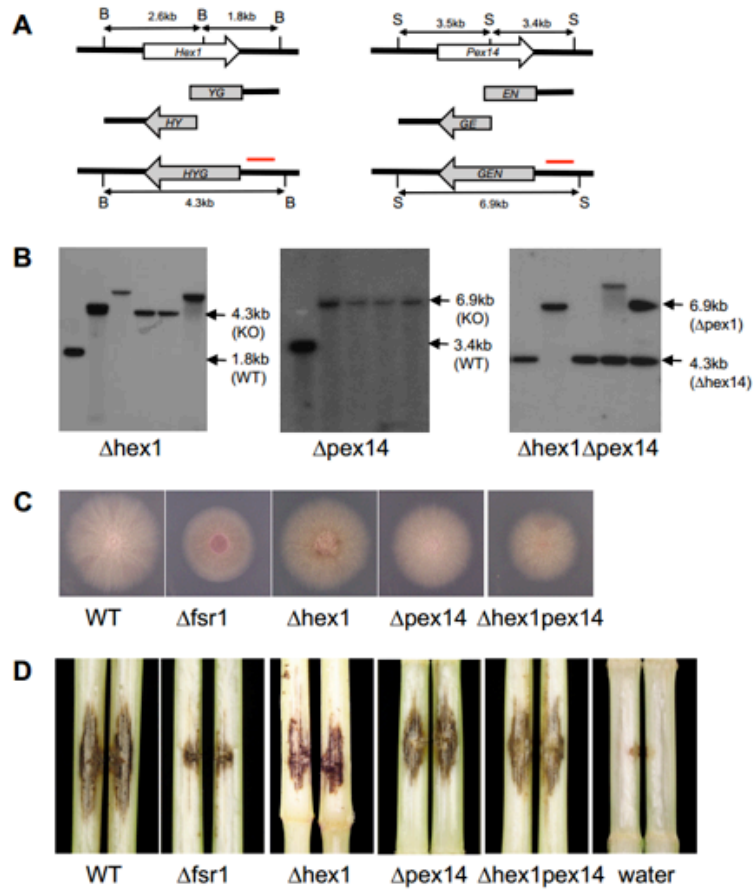 A
B 2.6kb B 1.8kb B
Hex1
YG
HY
HYG
B 4.3kb B
S 3.5kb S 3.4kb S
Pex14
EN
GE
GEN
S 6.9kb S
B
4.3kb
(KO)
1.8kb
(WT)
Δhex1
6.9kb
(KO)
3.4kb
(WT)
Δpex14
6.9kb
(Δpex1)
4.3kb
(Δhex14)
Δhex1Δpex14
C
WT Δfsr1 Δhex1 Δpex14 Δhex1pex14
D
WT Δfsr1 Δhex1 Δpex14 Δhex1pex14 water